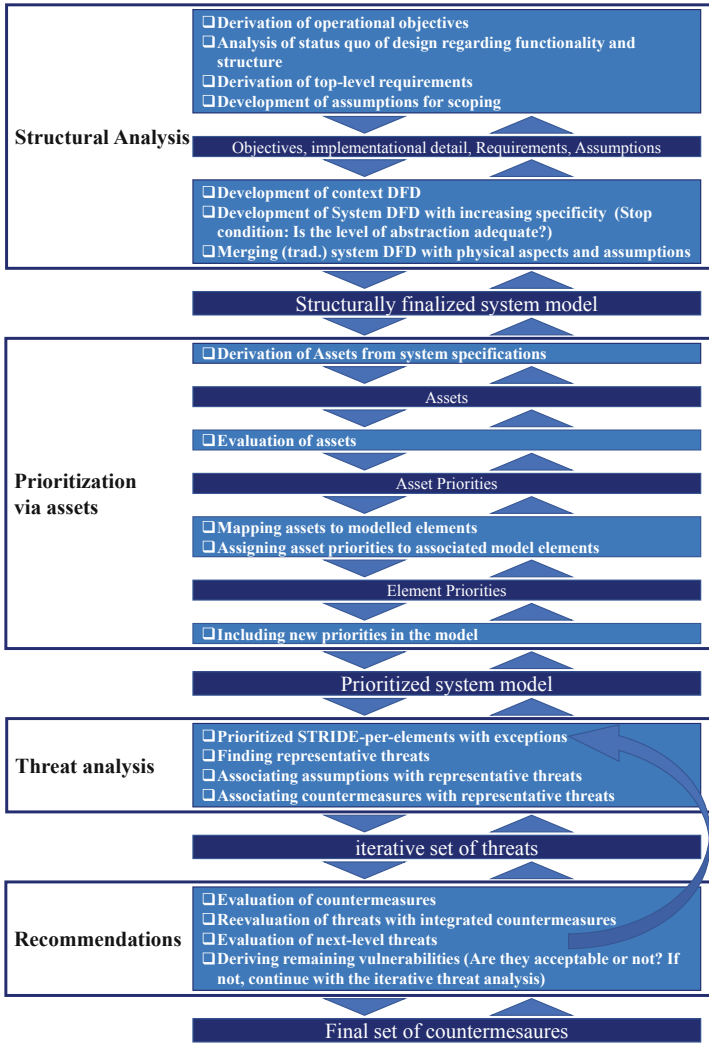 Structural Analysis
❑Derivation of operational objectives
❑Analysis of status quo of design regarding functionality and
structure
❑Derivation of top-level requirements
❑Development of assumptions for scoping
Objectives, implementational detail, Requirements, Assumptions
❑Development of context DFD
❑Development of System DFD with increasing specificity (Stop
condition: Is the level of abstraction adequate?)
❑Merging (trad.) system DFD with physical aspects and assumptions
Structurally finalized system model
Prioritization
via assets
❑Derivation of Assets from system specifications
Assets
❑Evaluation of assets
Asset Priorities
❑Mapping assets to modelled elements
❑Assigning asset priorities to associated model elements
Element Priorities
❑Including new priorities in the model
Prioritized system model
Threat analysis
❑Prioritized STRIDE-per-elements with exceptions
❑Finding representative threats
❑Associating assumptions with representative threats
❑Associating countermeasures with representative threats
iterative set of threats
Recommendations
❑Evaluation of countermeasures
❑Reevaluation of threats with integrated countermeasures
❑Evaluation of next-level threats
❑Deriving remaining vulnerabilities (Are they acceptable or not? If
not, continue with the iterative threat analysis)
Final set of countermesaures